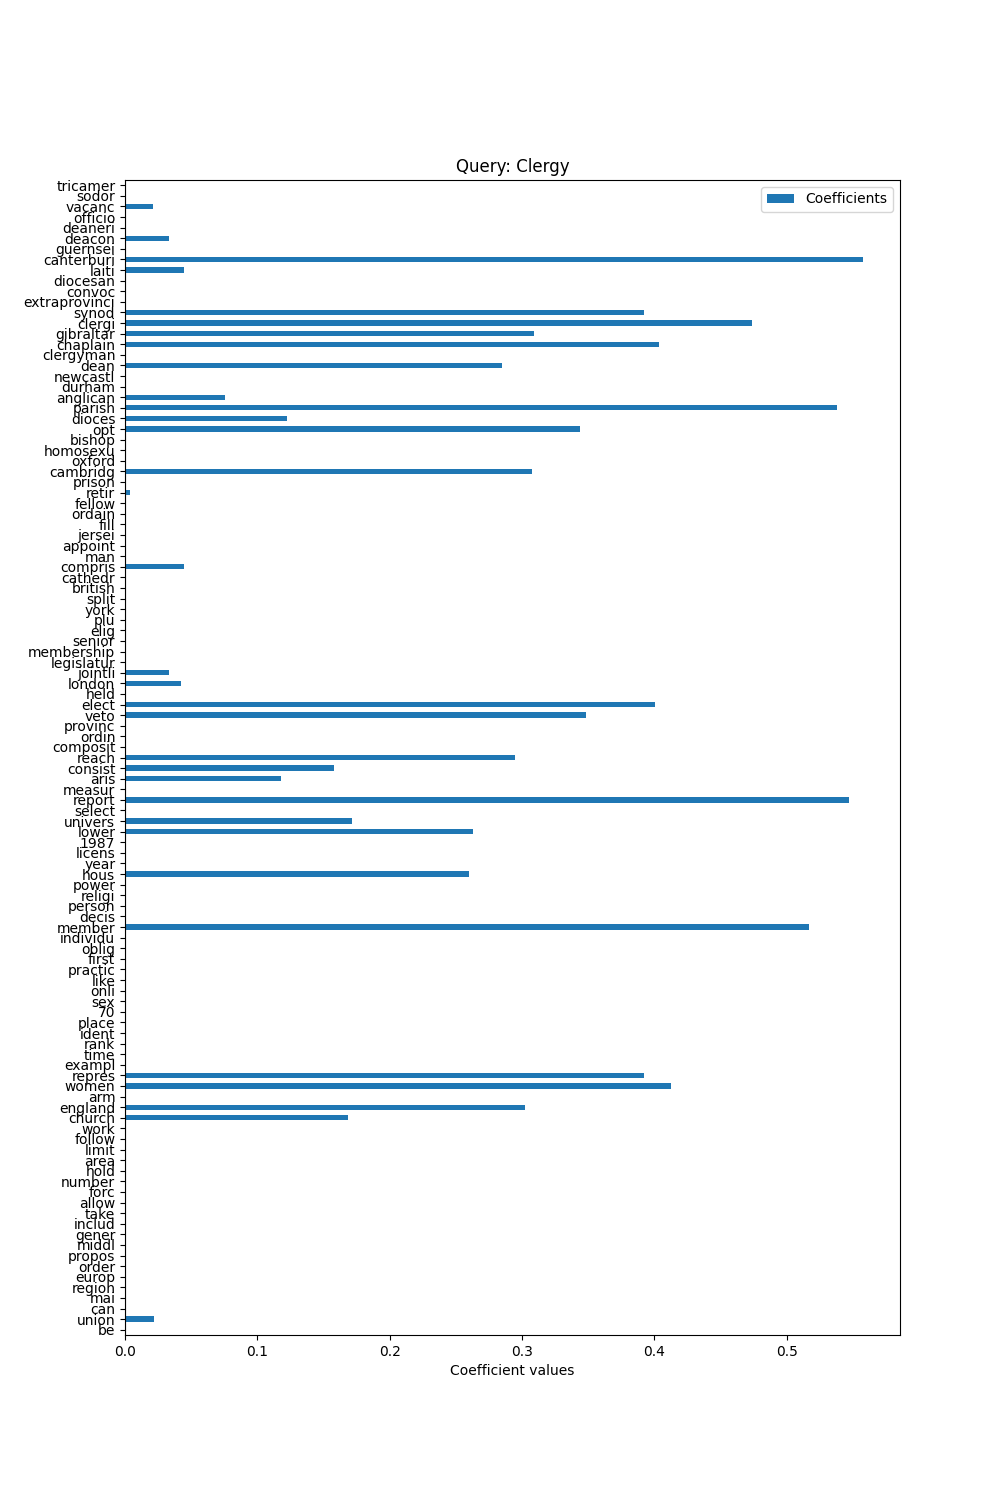 Query: Clergy
Coefficients
tricamer
sodor
vacanc
officio
deaneri
deacon
guernsei
canterburi
laiti
diocesan
convoc
extraprovinci
synod
clergi
gibraltar
chaplain
clergyman
dean
newcastl
durham
anglican
parish
dioces
opt
bishop
homosexu
oxford
cambridg
prison
retir
fellow
ordain
fill
jersei
appoint
man
compris
cathedr
british
split
york
plu
elig
senior
membership
legislatur
jointli
london
held
elect
veto
provinc
ordin
composit
reach
consist
aris
measur
report
select
univers
lower
1987
licens
year
hous
power
religi
person
decis
member
individu
oblig
first
practic
like
onli
sex
70
place
ident
rank
time
exampl
repres
women
arm
england
church
work
follow
limit
area
hold
number
forc
allow
take
includ
gener
middl
propos
order
europ
region
mai
can
union
be
0.0 0.1 0.2 0.3 0.4 0.5
Coefficient values